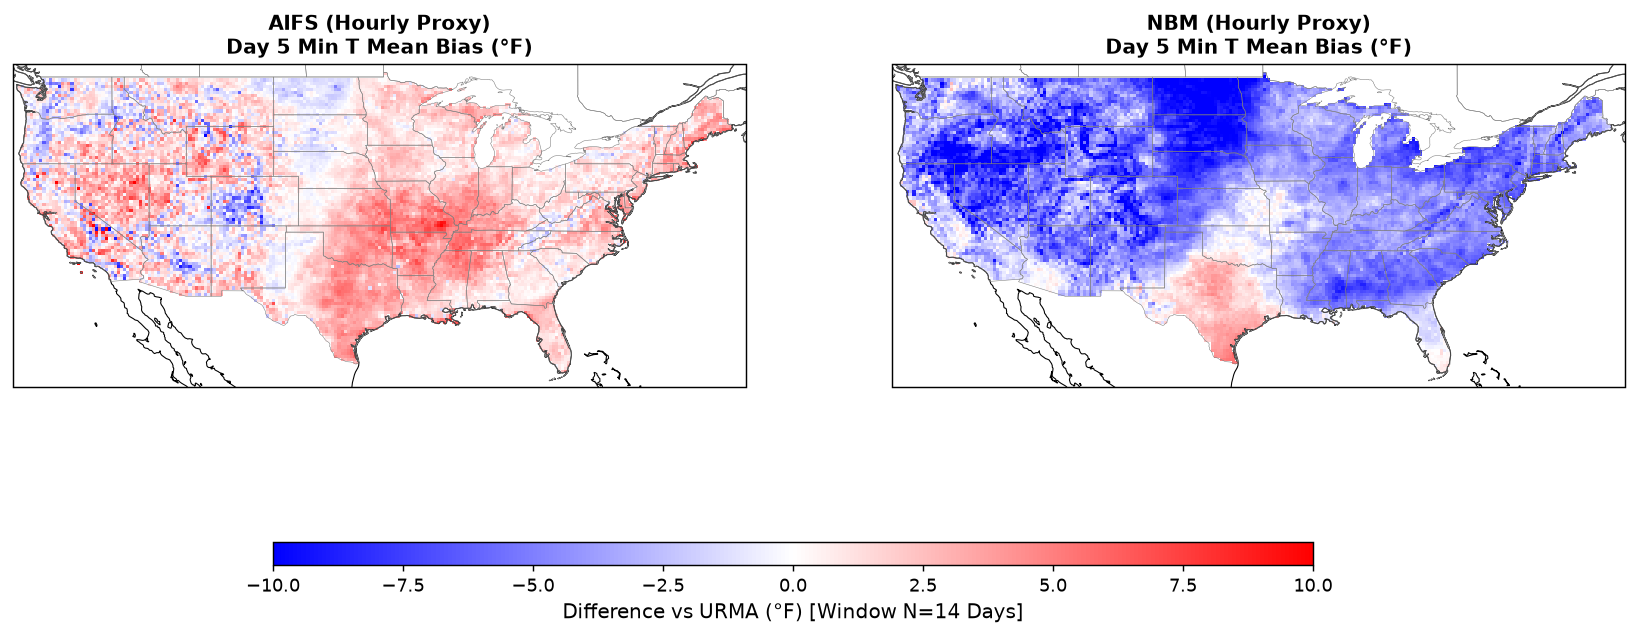 AIFS (Hourly Proxy)
Day 5 Min T Mean Bias (°F)
NBM (Hourly Proxy)
Day 5 Min T Mean Bias (°F)
−10.0 −7.5 −5.0 −2.5 0.0 2.5 5.0 7.5 10.0
Difference vs URMA (°F) [Window N=14 Days]